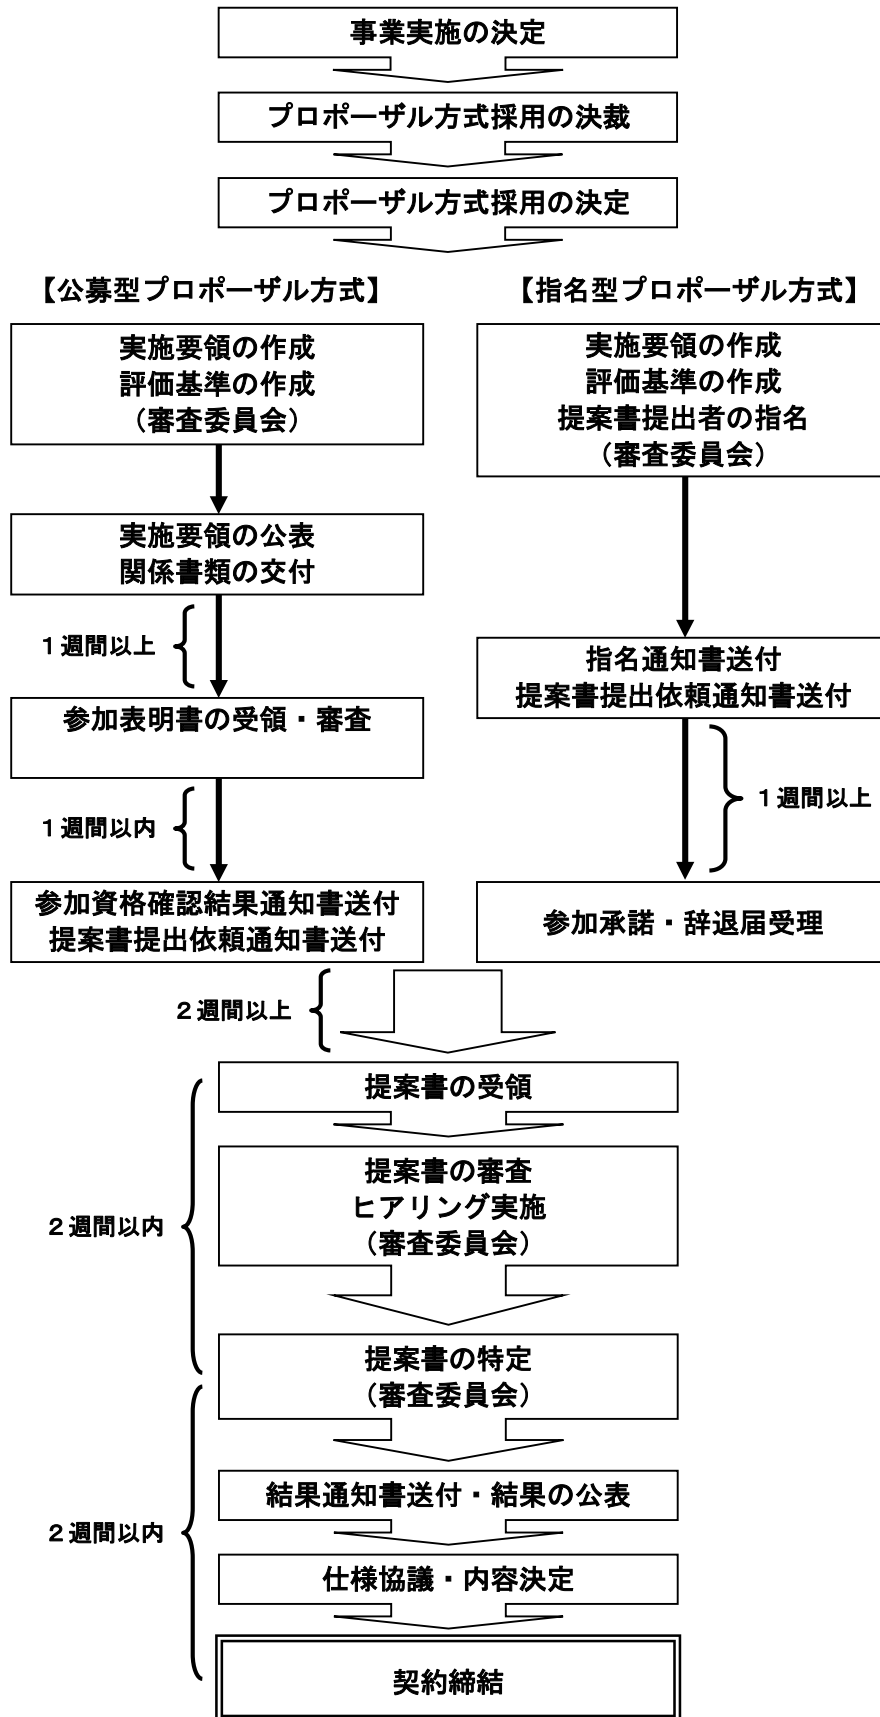 事業実施の決定
プロポーザル方式採用の決裁
プロポーザル方式採用の決定
【公募型プロポーザル方式】
実施要領の作成
評価基準の作成
（審査委員会）
実施要領の公表
関係書類の交付
１週間以上
参加表明書の受領・審査
１週間以内
参加資格確認結果通知書送付
提案書提出依頼通知書送付
【指名型プロポーザル方式】
実施要領の作成
評価基準の作成
提案書提出者の指名
（審査委員会）
指名通知書送付
提案書提出依頼通知書送付
１週間以上
参加承諾・辞退届受理
２週間以上
提案書の受領
提案書の審査
ヒアリング実施
（審査委員会）
２週間以内
提案書の特定
（審査委員会）
結果通知書送付・結果の公表
２週間以内
仕様協議・内容決定
契約締結